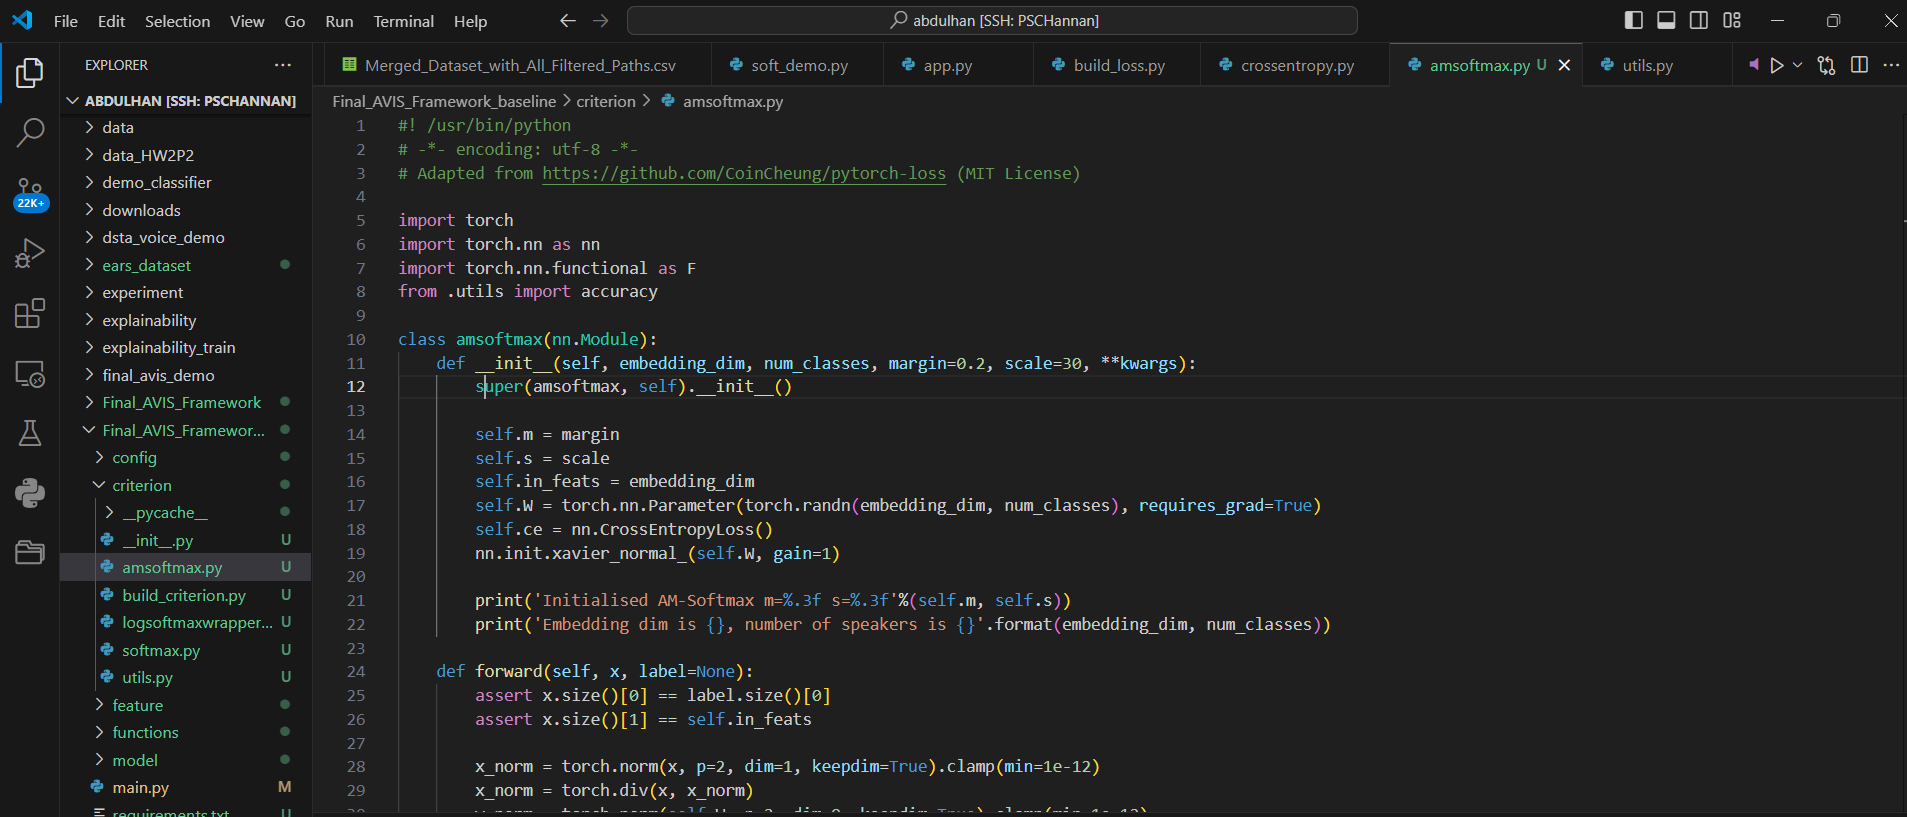 File Edit Selection View Go Run Terminal Help
abdulhan [SSH: PSCHannan]
EXPLORER
ABDULHAN [SSH: PSCHANNAN]
data
data_HW2P2
demo_classifier
downloads
dsta_voice_demo
ears_dataset
experiment
explainability
explainability_train
final_avis_demo
Final_AVIS_Framework
Final_AVIS_Framewor...
config
criterion
__pycache__
__init__.py U
amsoftmax.py U
build_criterion.py U
logsoftmaxwrapper... U
softmax.py U
utils.py U
feature
functions
model
main.py M
requirements.txt U
22K+
Merged_Dataset_with_All_Filtered_Paths.csv soft_demo.py app.py build_loss.py crossentropy.py amsoftmax.py U utils.py
Final_AVIS_Framework_baseline > criterion > amsoftmax.py
1 #! /usr/bin/python
2 # -*- encoding: utf-8 -*-
3 # Adapted from https://github.com/CoinCheung/pytorch-loss (MIT License)
4
5 import torch
6 import torch.nn as nn
7 import torch.nn.functional as F
8 from .utils import accuracy
9
10 class amsoftmax(nn.Module):
11 def __init__(self, embedding_dim, num_classes, margin=0.2, scale=30, **kwargs):
12 super(amsoftmax, self).__init__()
13
14 self.m = margin
15 self.s = scale
16 self.in_feats = embedding_dim
17 self.W = torch.nn.Parameter(torch.randn(embedding_dim, num_classes), requires_grad=True)
18 self.ce = nn.CrossEntropyLoss()
19 nn.init.xavier_normal_(self.W, gain=1)
20
21 print('Initialised AM-Softmax m=%.3f s=%.3f'%(self.m, self.s))
22 print('Embedding dim is {}, number of speakers is {}'.format(embedding_dim, num_classes))
23
24 def forward(self, x, label=None):
25 assert x.size()[0] == label.size()[0]
26 assert x.size()[1] == self.in_feats
27
28 x_norm = torch.norm(x, p=2, dim=1, keepdim=True).clamp(min=1e-12)
29 x_norm = torch.div(x, x_norm)